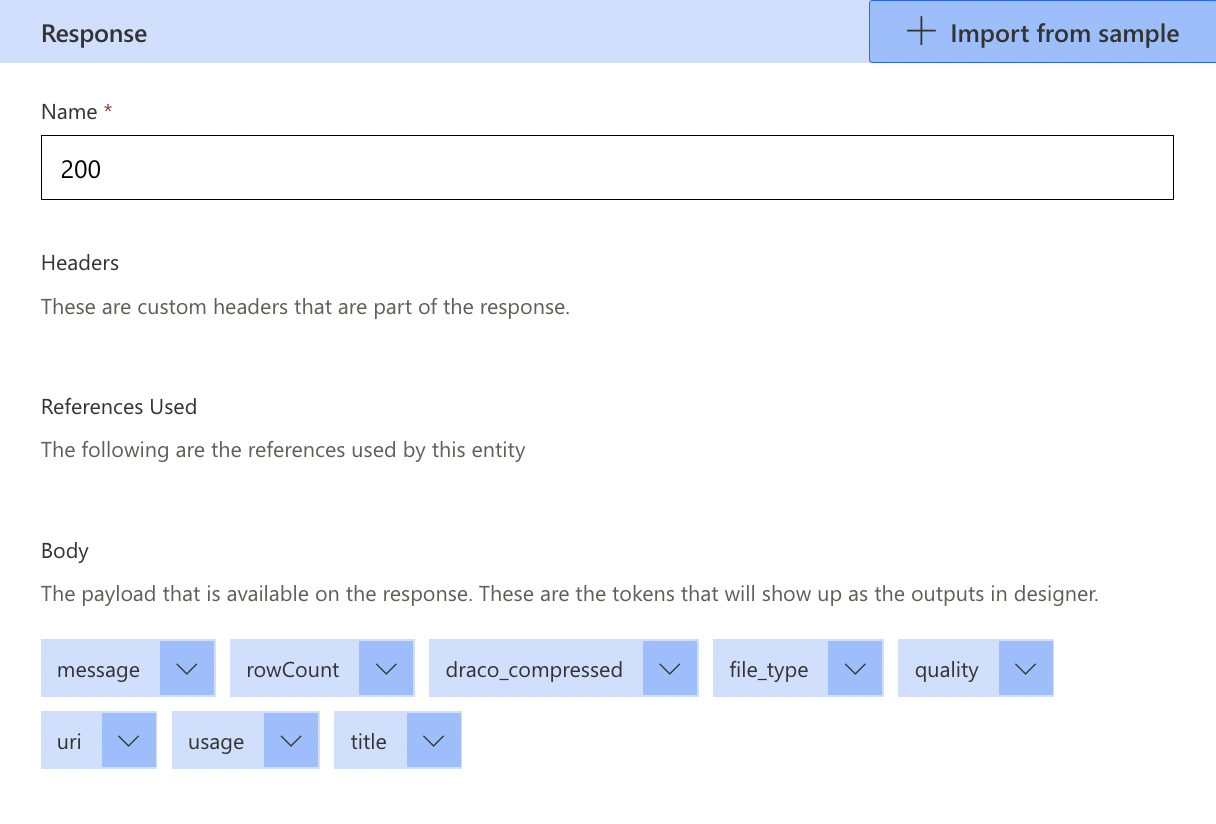 Response
Import from sample
Name *
200
Headers
These are custom headers that are part of the response.
References Used
The following are the references used by this entity
Body
The payload that is available on the response. These are the tokens that will show up as the outputs in designer.
message rowCount draco_compressed file_type quality
uri usage title